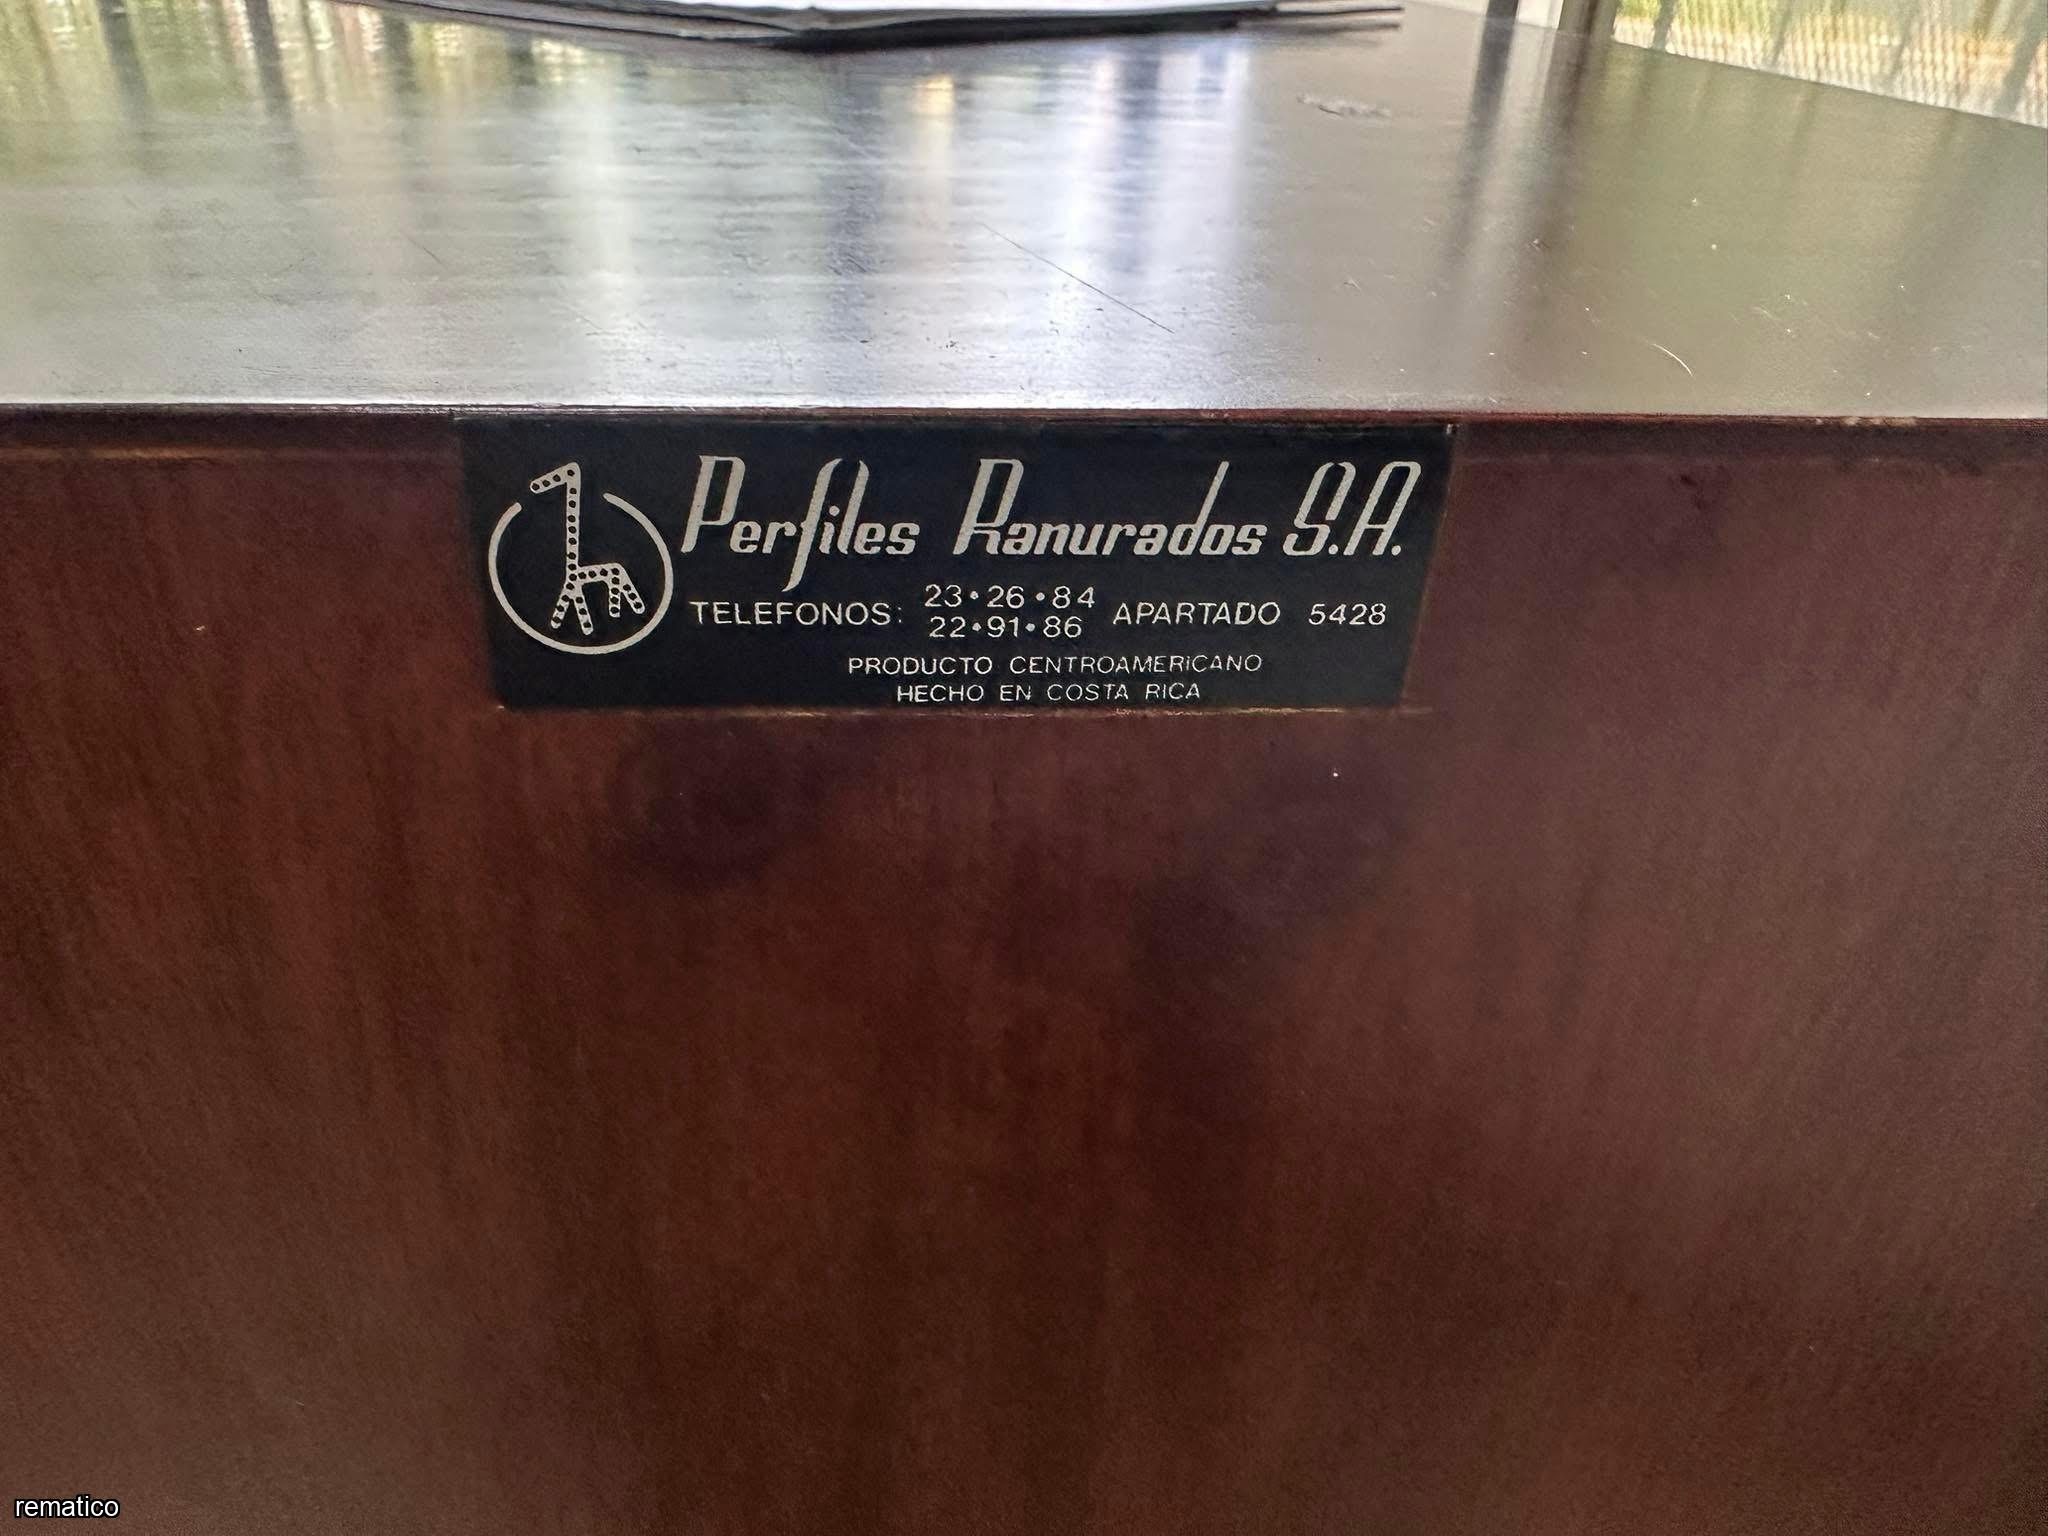 Perfiles Ranurados S.A.
TELEFONOS: 23•26•84 APARTADO 5428
22•91•86
PRODUCTO CENTROAMERICANO
HECHO EN COSTA RICA
rematico